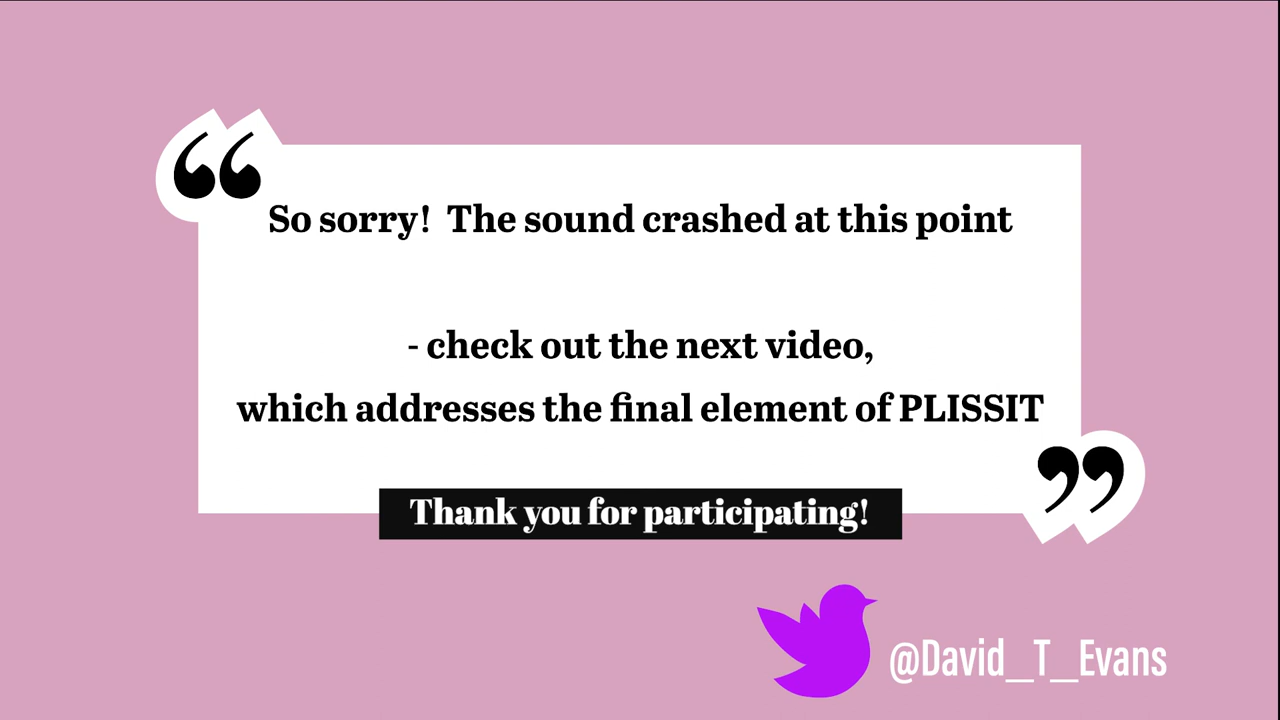 “
So sorry!  The sound crashed at this point
- check out the next video,
which addresses the final element of PLISSIT
”
Thank you for participating!
@David_T_Evans